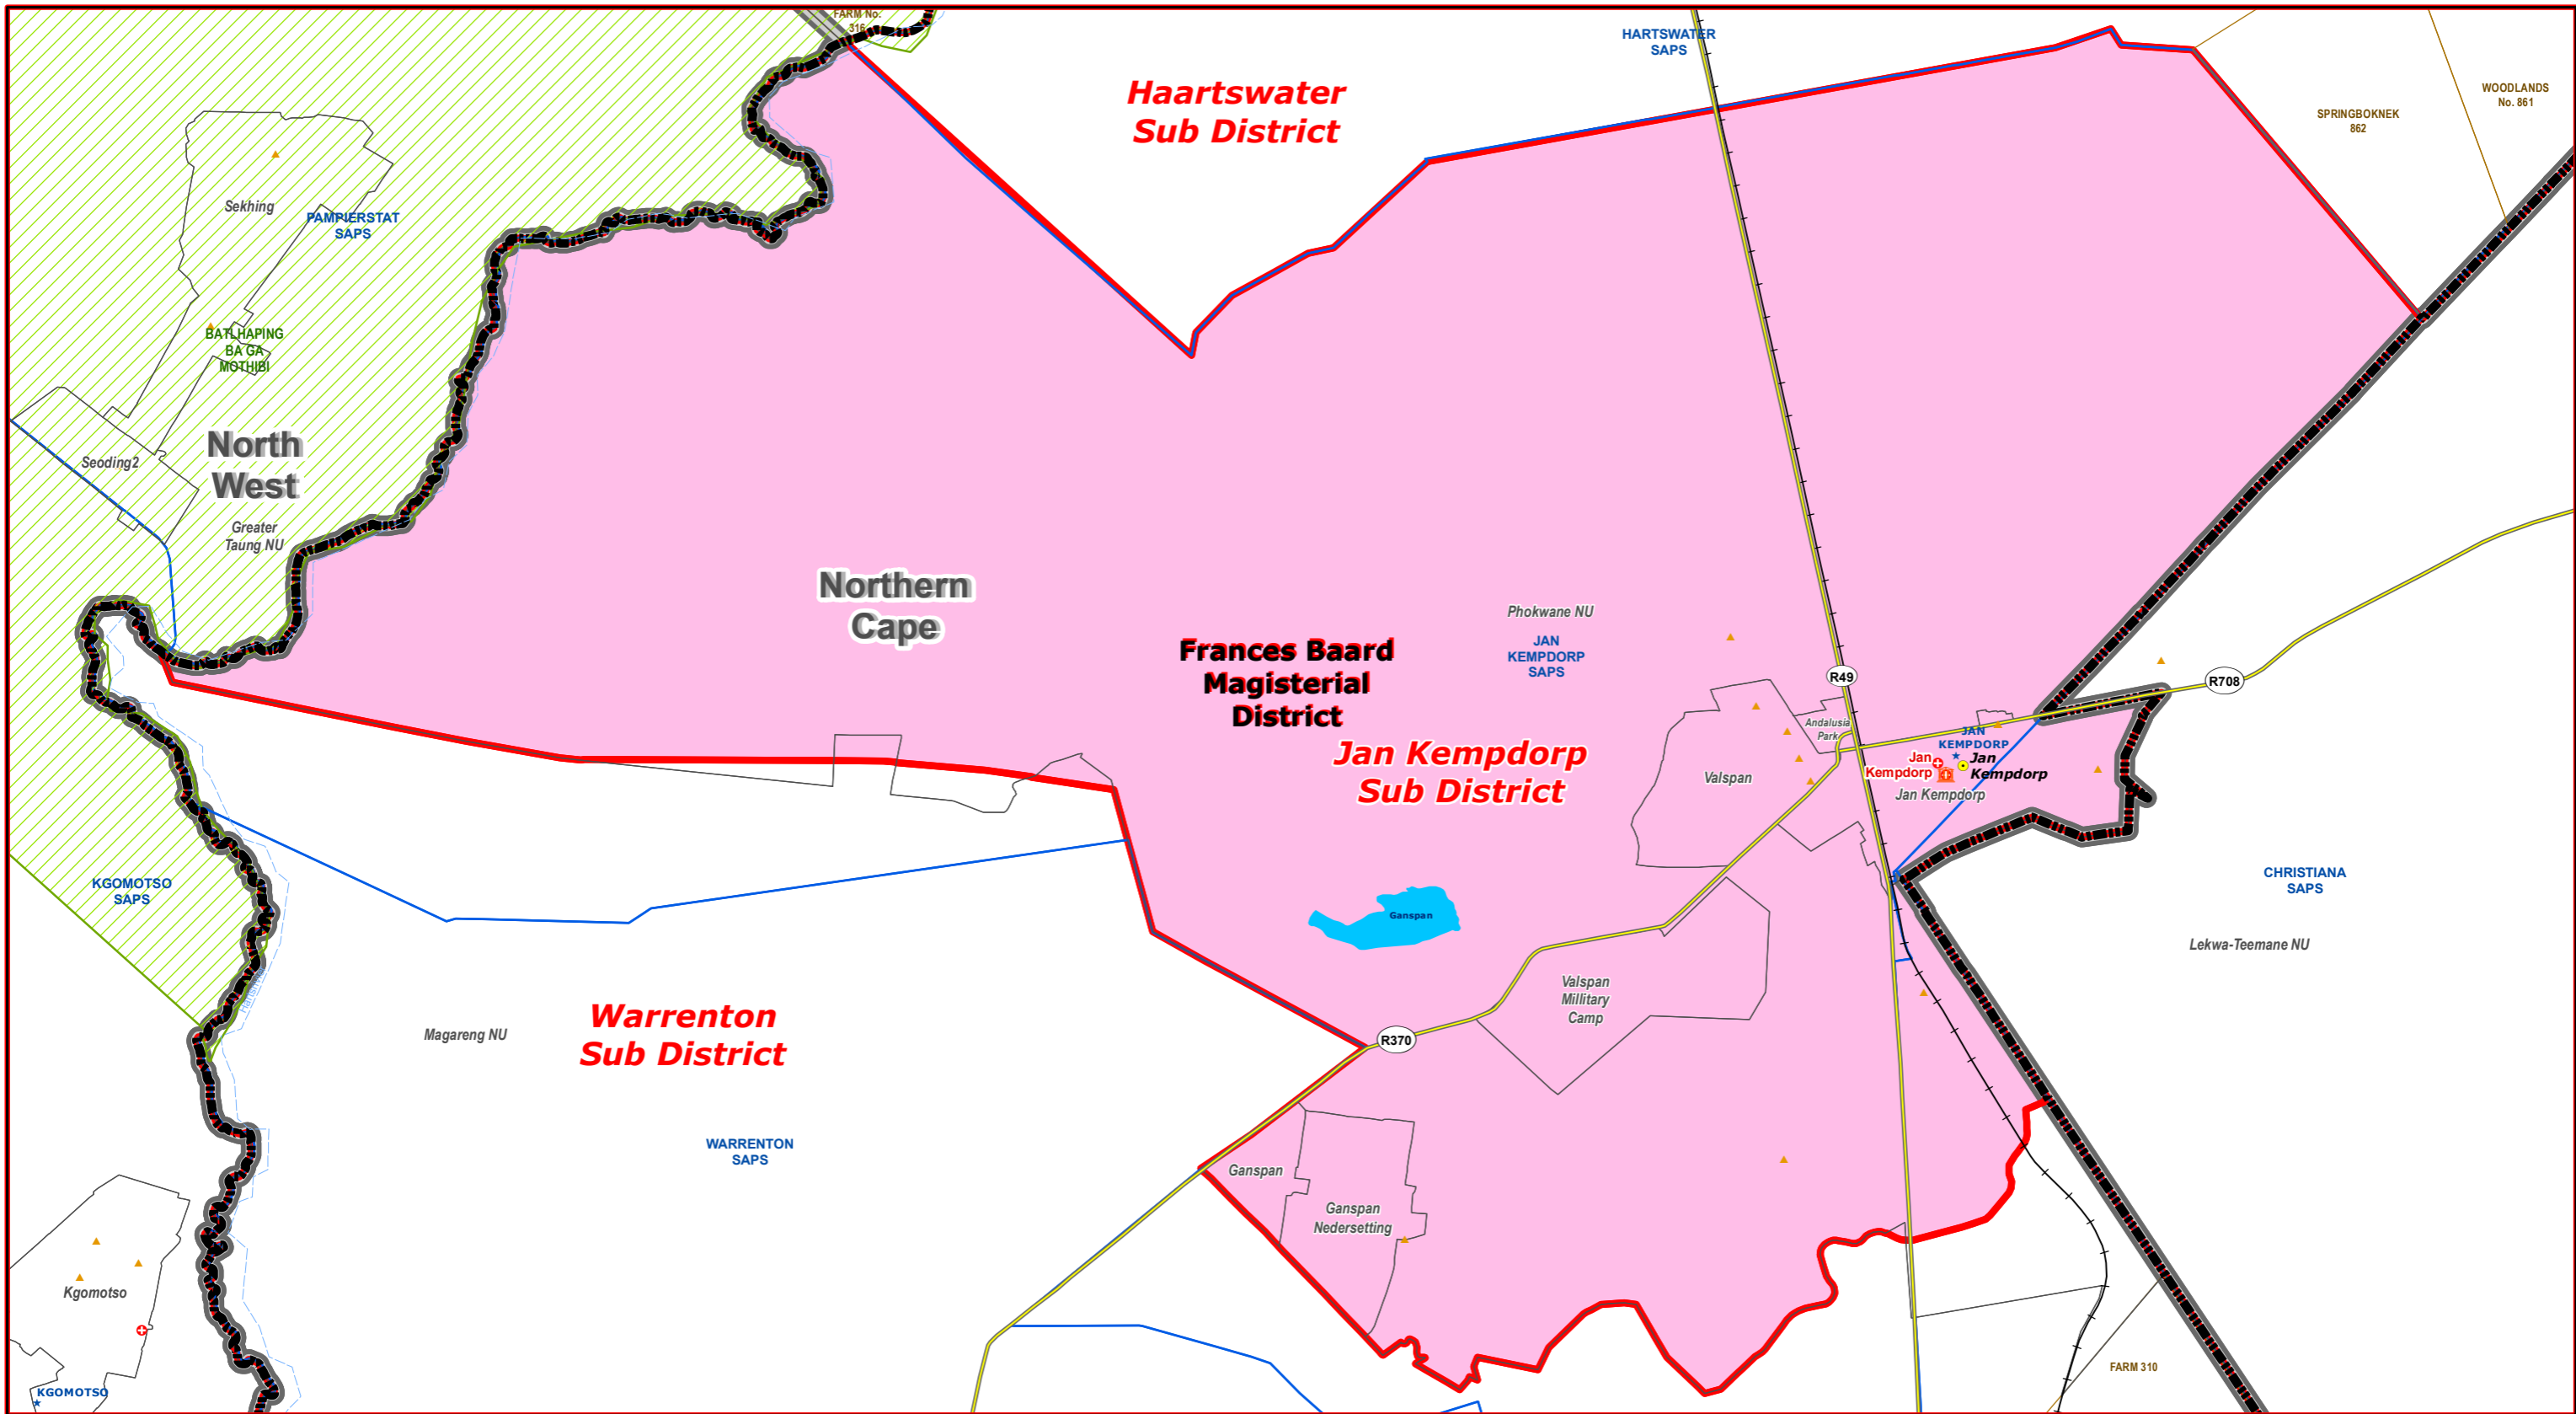 FARM No.
316
HARTSWATER
SAPS
Haartswater
Sub District
WOODLANDS
No. 861
SPRINGBOKNEK
862
Sekhing
PAMPIERSTAT
SAPS
BATLHAPING
BA GA
MOTHIBI
North
West
Seoding2
Greater
Taung NU
Northern
Cape
Phokwane NU
JAN
KEMPDORP
SAPS
Frances Baard
Magisterial
District
R49
R708
Andalusia
Park
JAN
KEMPDORP
Jan
Kempdorp
Jan
Kempdorp
Jan Kempdorp
Jan Kempdorp
Sub District
Valspan
KGOMOTSO
SAPS
CHRISTIANA
SAPS
Ganspan
Lekwa-Teemane NU
Valspan
Millitary
Camp
Magareng NU
Warrenton
Sub District
R370
WARRENTON
SAPS
Ganspan
Ganspan
Nedersetting
Kgomotso
FARM 310
KGOMOTSO